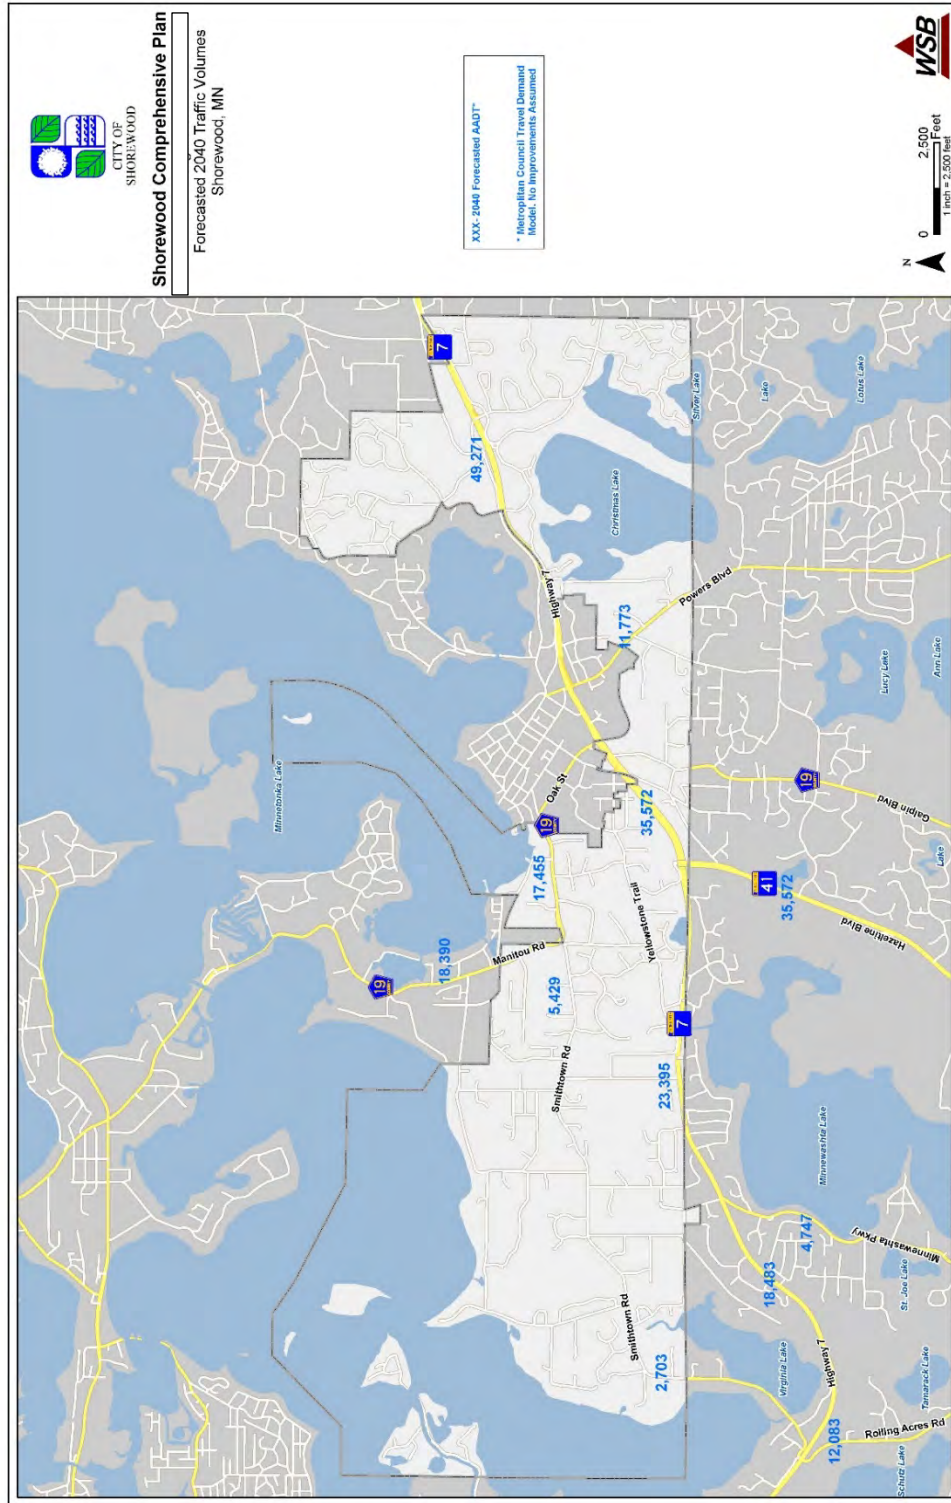 CITY OF
SHOREWOOD
Shorewood Comprehensive Plan
Forecasted 2040 Traffic Volumes
Shorewood, MN
XXX- 2040 Forecasted AADT*
* Metroplitan Council Travel Demand
Model. No Improvements Assumed
N
0
2,500
Feet
1 inch = 2,500 feet
WSB
Minnetonka Lake
7
49,271
Highway 7
Christmas Lake
Silver Lake
Lake
Lotus Lake
11,773
Powers Blvd
Lucy Lake
Ann Lake
Oak St
19
17,455
35,572
19
Galpin Blvd
Lake
Yellowstone Trail
41
35,572
Hazeltine Blvd
19
18,390
Manitou Rd
5,429
Smithtown Rd
7
23,395
Minnewashta Lake
4,747
Minnewashta Pkwy
St. Joe Lake
18,483
Highway 7
Smithtown Rd
2,703
Virginia Lake
Tamarack Lake
12,083
Rolling Acres Rd
Schutz Lake